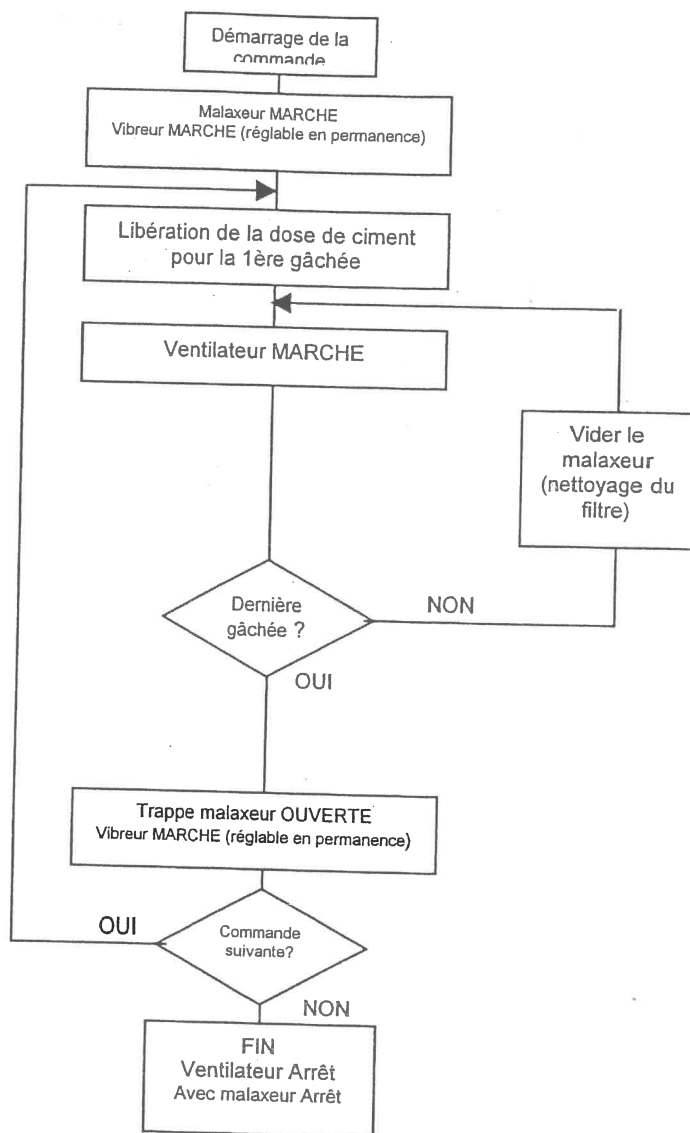 Démarrage de la
commande
Malaxeur MARCHE
Vibreur MARCHE (réglable en permanence)
Libération de la dose de ciment
pour la 1ère gâchée
Ventilateur MARCHE
Vider le
malaxeur
(nettoyage du
filtre)
Dernière
gâchée ?
NON
OUI
Trappe malaxeur OUVERTE
Vibreur MARCHE (réglable en permanence)
OUI
Commande
suivante?
NON
FIN
Ventilateur Arrêt
Avec malaxeur Arrêt